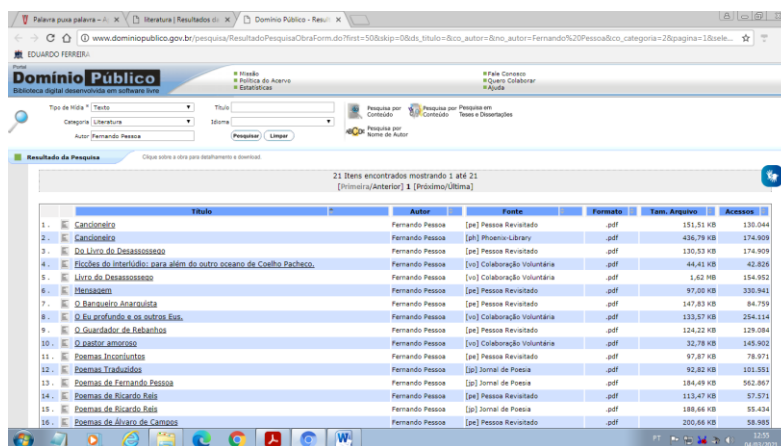 Palavra puxa palavra – A
literatura | Resultados da
Domínio Público - Resul
www.dominiopublico.gov.br/pesquisa/ResultadoPesquisaObraForm.do?first=50&skip=0&ds_titulo=&co_autor=&no_autor=Fernando%20Pessoa&co_categoria=2&pagina=1&sele...
EDUARDO FERREIRA
Portal
Domínio Público
Biblioteca digital desenvolvida em software livre
Missão
Política do Acervo
Estatísticas
Fale Conosco
Quero Colaborar
Ajuda
Tipo de Mídia * Texto
Título
Categoria Literatura
Idioma
Autor Fernando Pessoa
Pesquisar Limpar
Pesquisa por Conteúdo
Pesquisa por Conteúdo
Pesquisa em Teses e Dissertações
Pesquisa por Nome de Autor
Resultado da Pesquisa
Clique sobre a obra para detalhamento e download.
21 Itens encontrados mostrando 1 até 21
[Primeira/Anterior] 1 [Próximo/Última]
Título Autor Fonte Formato Tam. Arquivo Acessos
1. Cancioneiro Fernando Pessoa [pe] Pessoa Revisitado .pdf 151,51 KB 130.044
2. Cancioneiro Fernando Pessoa [ph] Phoenix-Library .pdf 436,79 KB 174.909
3. Do Livro do Desassossego Fernando Pessoa [pe] Pessoa Revisitado .pdf 130,53 KB 174.909
4. Ficções do interlúdio: para além do outro oceano de Coelho Pacheco. Fernando Pessoa [vo] Colaboração Voluntária .pdf 44,41 KB 42.826
5. Livro do Desassossego Fernando Pessoa [vo] Colaboração Voluntária .pdf 1,62 MB 154.952
6. Mensagem Fernando Pessoa [pe] Pessoa Revisitado .pdf 97,00 KB 330.941
7. O Banqueiro Anarquista Fernando Pessoa [pe] Pessoa Revisitado .pdf 147,83 KB 84.759
8. O Eu profundo e os outros Eus. Fernando Pessoa [vo] Colaboração Voluntária .pdf 133,57 KB 254.114
9. O Guardador de Rebanhos Fernando Pessoa [pe] Pessoa Revisitado .pdf 124,22 KB 129.084
10. O pastor amoroso Fernando Pessoa [vo] Colaboração Voluntária .pdf 32,78 KB 145.902
11. Poemas Inconjuntos Fernando Pessoa [pe] Pessoa Revisitado .pdf 97,87 KB 78.971
12. Poemas Traduzidos Fernando Pessoa [jp] Jornal de Poesia .pdf 92,82 KB 101.551
13. Poemas de Fernando Pessoa Fernando Pessoa [jp] Jornal de Poesia .pdf 184,49 KB 562.867
14. Poemas de Ricardo Reis Fernando Pessoa [pe] Pessoa Revisitado .pdf 113,47 KB 57.571
15. Poemas de Ricardo Reis Fernando Pessoa [jp] Jornal de Poesia .pdf 188,66 KB 55.434
16. Poemas de Álvaro de Campos Fernando Pessoa [pe] Pessoa Revisitado .pdf 200,66 KB 58.985
PT
12:55